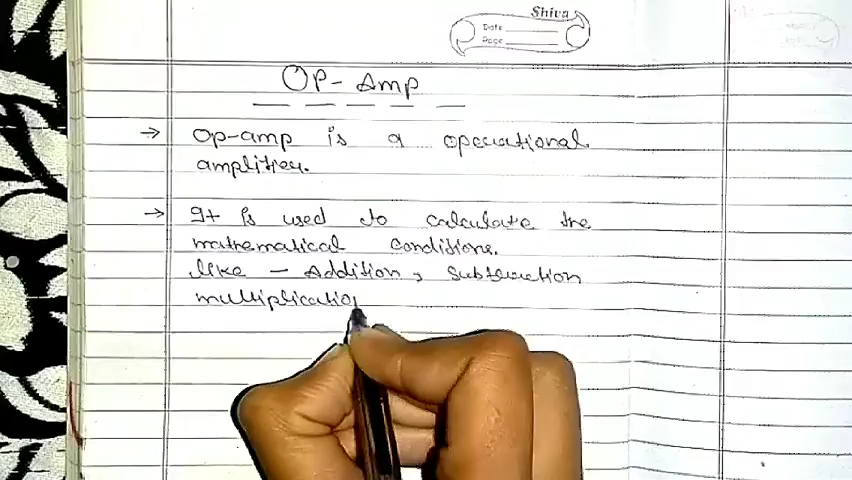 Shiva
Date
Page
Op-Amp
→ Op-amp is a operational
amplifier.
→ It is used to calculate the
mathematical conditions.
like - Addition, Subtraction
multiplicatio